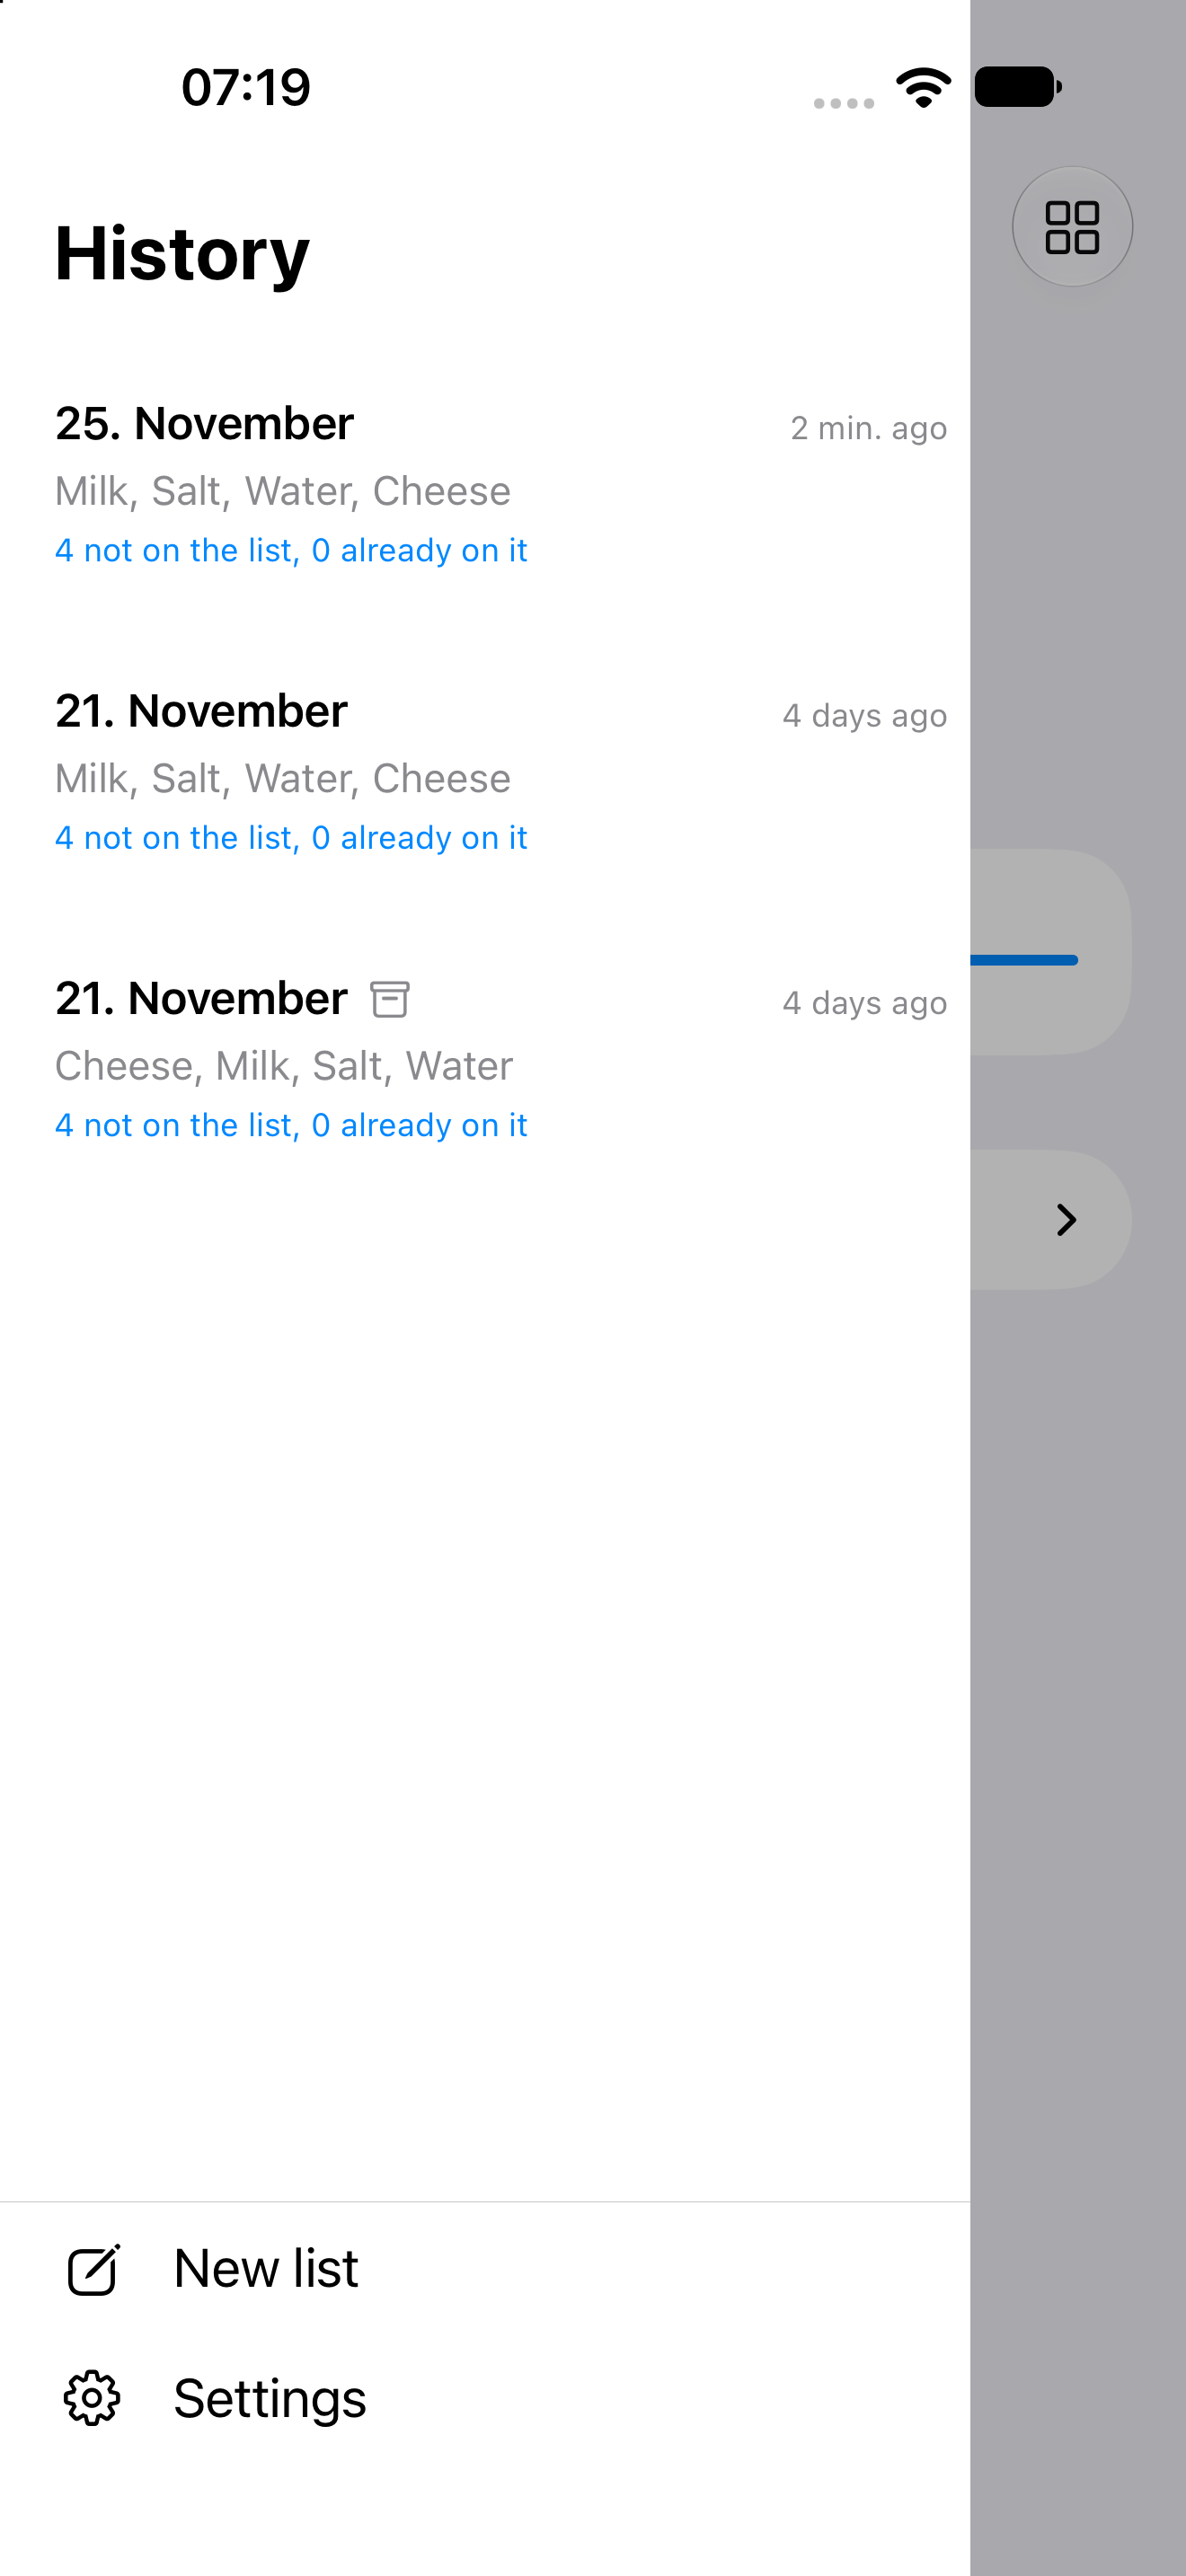 07:19
History
25. November
2 min. ago
Milk, Salt, Water, Cheese
4 not on the list, 0 already on it
21. November
4 days ago
Milk, Salt, Water, Cheese
4 not on the list, 0 already on it
21. November
4 days ago
Cheese, Milk, Salt, Water
4 not on the list, 0 already on it
New list
Settings